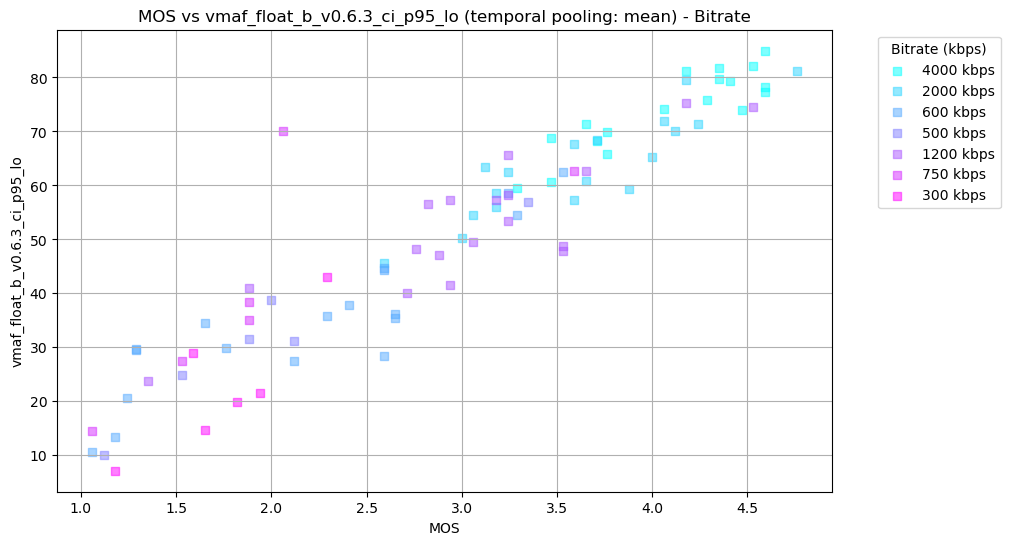 MOS vs vmaf_float_b_v0.6.3_ci_p95_lo (temporal pooling: mean) - Bitrate
vmaf_float_b_v0.6.3_ci_p95_lo
80
70
60
50
40
30
20
10
1.0 1.5 2.0 2.5 3.0 3.5 4.0 4.5
MOS
Bitrate (kbps)
4000 kbps
2000 kbps
600 kbps
500 kbps
1200 kbps
750 kbps
300 kbps